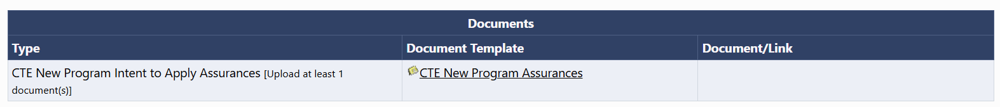 Documents
Type
Document Template
Document/Link
CTE New Program Intent to Apply Assurances [Upload at least 1
document(s)]
CTE New Program Assurances